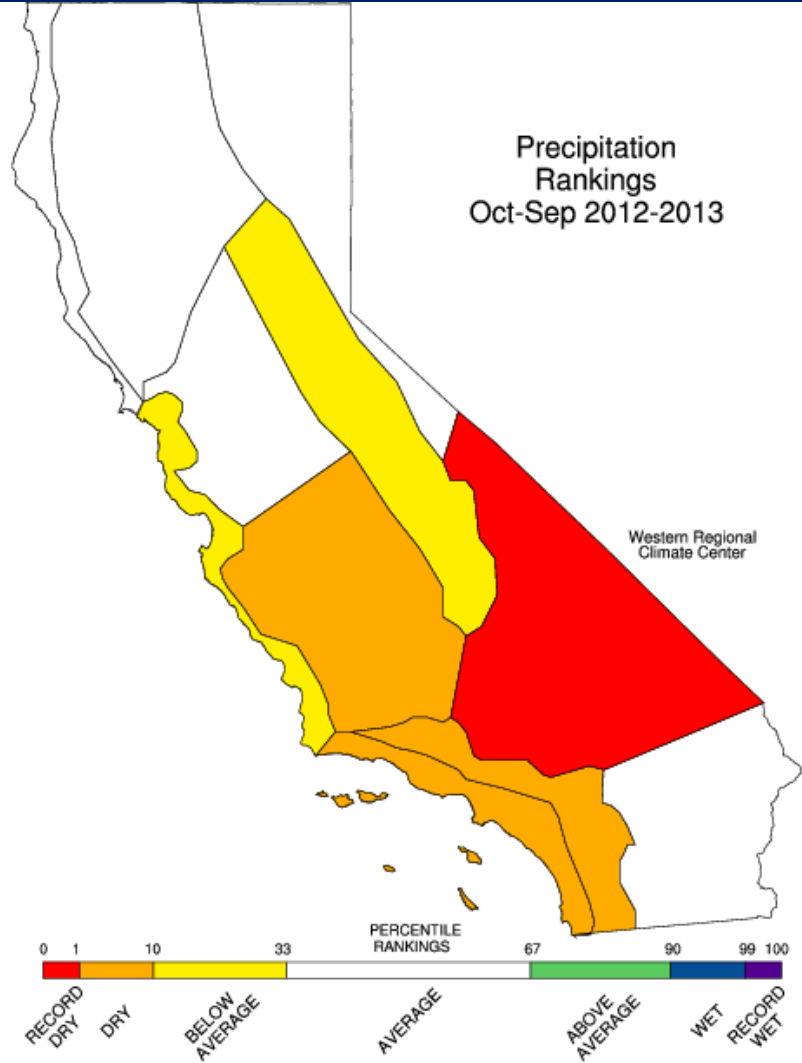 Precipitation
Rankings
Oct-Sep 2012-2013
Western Regional
Climate Center
PERCENTILE
RANKINGS
0 1 10 33 67 90 99 100
RECORD
DRY
DRY
BELOW
AVERAGE
AVERAGE
ABOVE
AVERAGE
WET
RECORD
WET